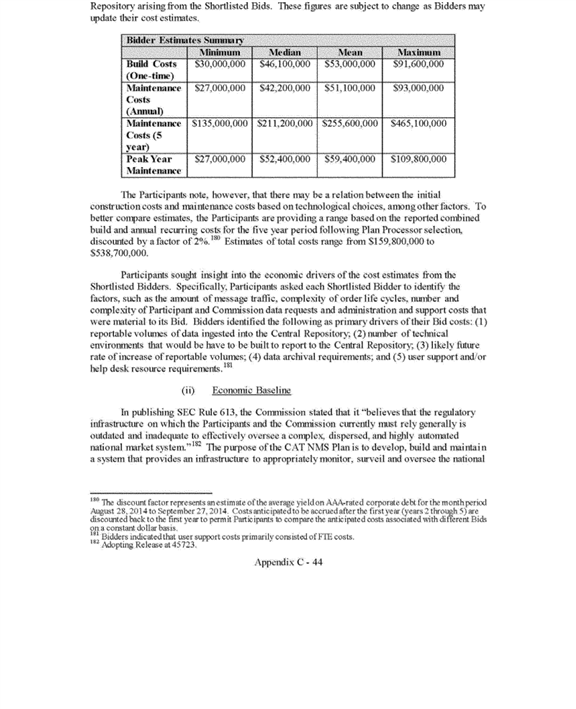 Repository arising from the Shortlisted Bids. These figures are subject to change as Bidders may
update their cost estimates.
Bidder Estimates Summary
Minimum Median Mean Maximum
Build Costs $30,000,000 $46,100,000 $53,000,000 $91,600,000
(One-time)
Maintenance $27,000,000 $42,200,000 $51,100,000 $93,000,000
Costs
(Annual)
Maintenance $135,000,000 $211,200,000 $255,600,000 $465,100,000
Costs (5
year)
Peak Year $27,000,000 $52,400,000 $59,400,000 $109,800,000
Maintenance
The Participants note, however, that there may be a relation between the initial
construction costs and maintenance costs based on technological choices, among other factors. To
better compare estimates, the Participants are providing a range based on the reported combined
build and annual recurring costs for the five year period following Plan Processor selection,
discounted by a factor of 2%.180 Estimates of total costs range from $159,800,000 to
$538,700,000.
Participants sought insight into the economic drivers of the cost estimates from the
Shortlisted Bidders. Specifically, Participants asked each Shortlisted Bidder to identify the
factors, such as the amount of message traffic, complexity of order life cycles, number and
complexity of Participant and Commission data requests and administration and support costs that
were material to its Bid. Bidders identified the following as primary drivers of their Bid costs: (1)
reportable volumes of data ingested into the Central Repository; (2) number of technical
environments that would be have to be built to report to the Central Repository; (3) likely future
rate of increase of reportable volumes; (4) data archival requirements; and (5) user support and/or
help desk resource requirements.181
(ii) Economic Baseline
In publishing SEC Rule 613, the Commission stated that it “believes that the regulatory
infrastructure on which the Participants and the Commission currently must rely generally is
outdated and inadequate to effectively oversee a complex, dispersed, and highly automated
national market system.”182 The purpose of the CAT NMS Plan is to develop, build and maintain
a system that provides an infrastructure to appropriately monitor, surveil and oversee the national
180 The discount factor represents an estimate of the average yield on AAA-rated corporate debt for the month period
August 28, 2014 to September 27, 2014. Costs anticipated to be accrued after the first year (years 2 through 5) are
discounted back to the first year to permit Participants to compare the anticipated costs associated with different Bids
on a constant dollar basis.
181 Bidders indicated that user support costs primarily consisted of FTE costs.
182 Adopting Release at 45723.
Appendix C - 44